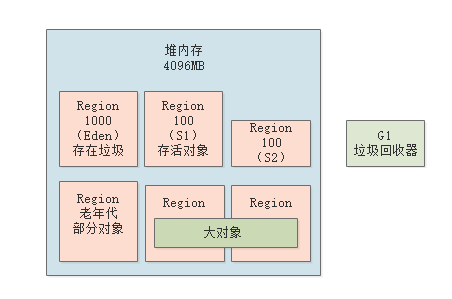 堆内存
4096MB
Region
1000
（Eden）
存在垃圾
Region
100
（S1）
存活对象
Region
100
（S2）
G1
垃圾回收器
Region
老年代
部分对象
Region
Region
大对象